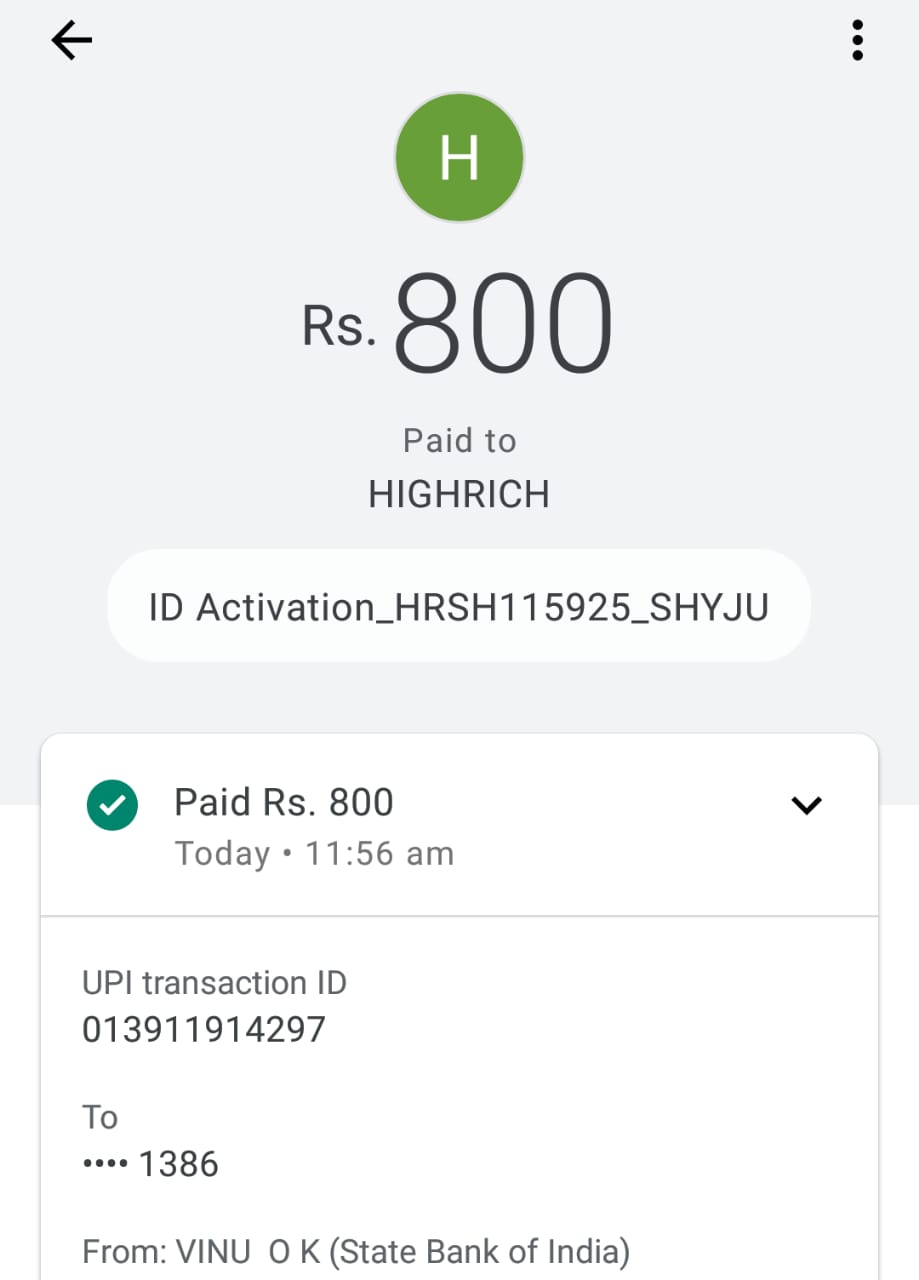 H
Rs. 800
Paid to
HIGHRICH
ID Activation_HRSH115925_SHYJU
Paid Rs. 800
Today • 11:56 am
UPI transaction ID
013911914297
To
•••• 1386
From: VINU  O K (State Bank of India)